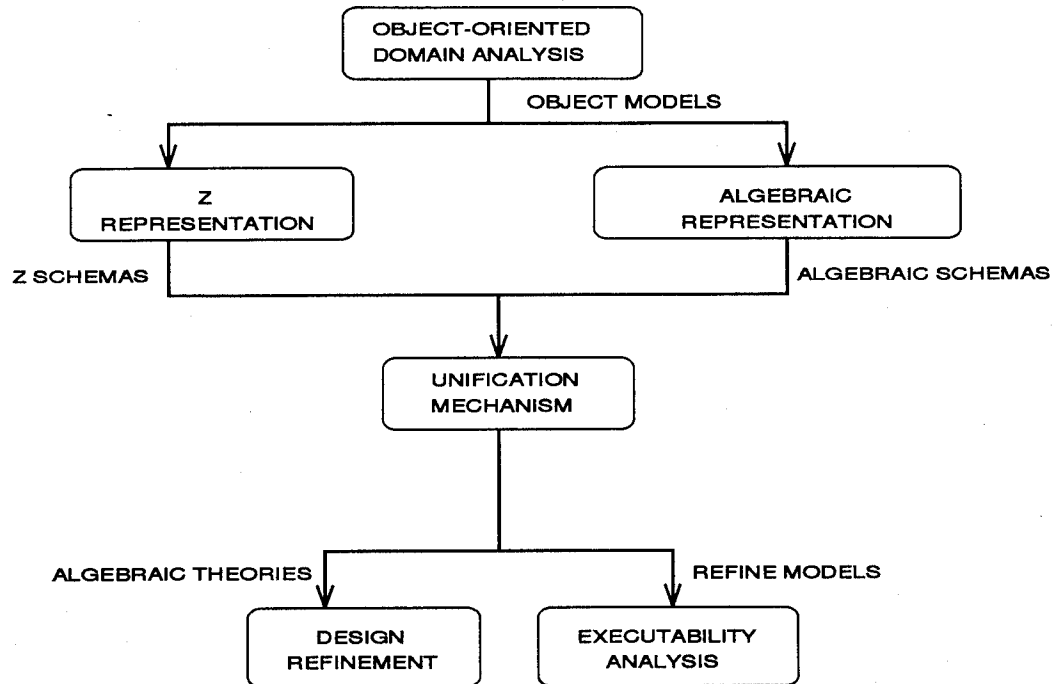 OBJECT-ORIENTED
DOMAIN ANALYSIS
OBJECT MODELS
Z
REPRESENTATION
ALGEBRAIC
REPRESENTATION
Z SCHEMAS
ALGEBRAIC SCHEMAS
UNIFICATION
MECHANISM
ALGEBRAIC THEORIES
REFINE MODELS
DESIGN
REFINEMENT
EXECUTABILITY
ANALYSIS